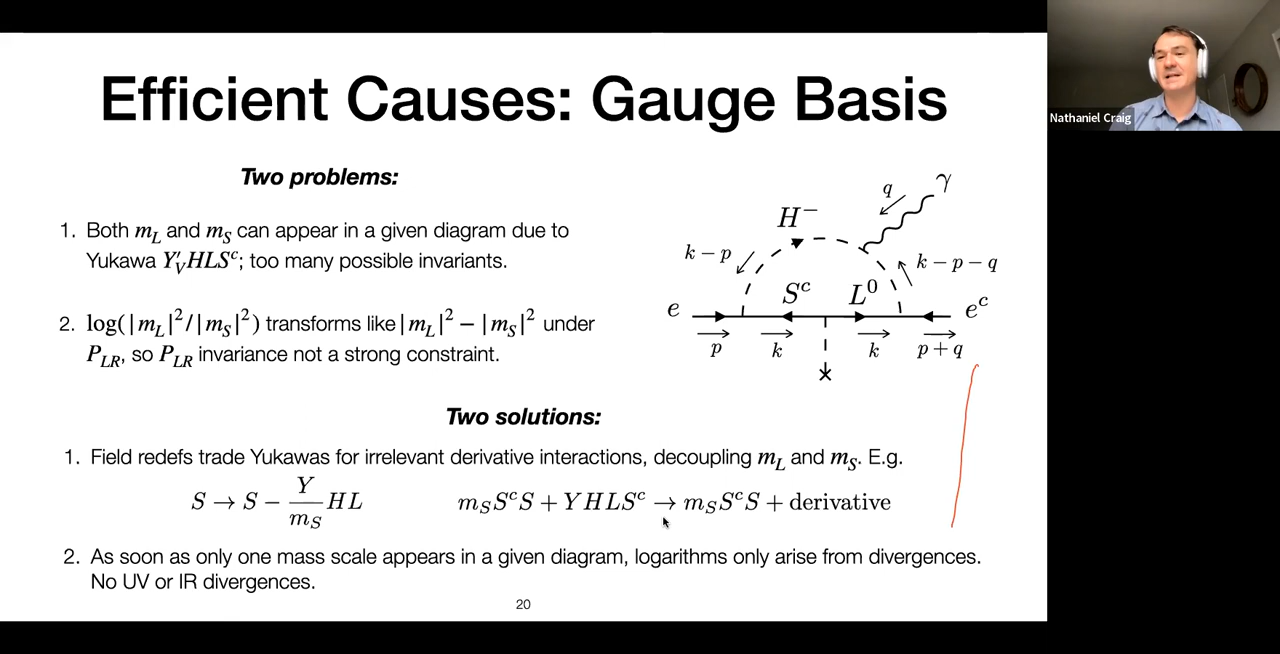 Efficient Causes: Gauge Basis
Nathaniel Craig
Two problems:
1. Both m_L and m_S can appear in a given diagram due to
Yukawa Y'_V HLS^c; too many possible invariants.
2. log(|m_L|^2/|m_S|^2) transforms like |m_L|^2 − |m_S|^2 under
P_LR, so P_LR invariance not a strong constraint.
q γ
H^−
k − p
k − p − q
S^c L^0
e e^c
p k k p + q
Two solutions:
1. Field redefs trade Yukawas for irrelevant derivative interactions, decoupling m_L and m_S. E.g.
S → S − Y/m_S HL m_S S^c S + Y HLS^c → m_S S^c S + derivative
2. As soon as only one mass scale appears in a given diagram, logarithms only arise from divergences.
No UV or IR divergences.
20